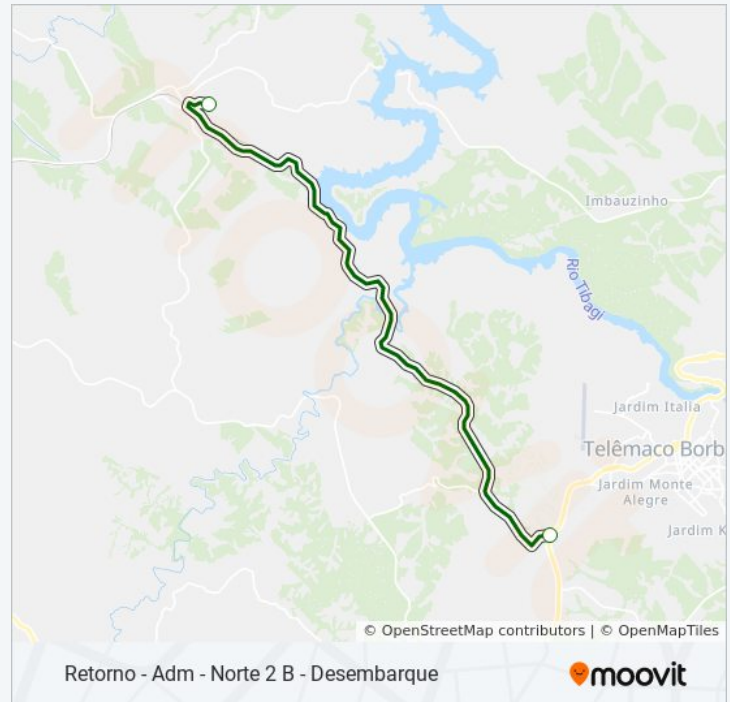 Imbauzinho
Rio Tibagi
Jardim Italia
Telêmaco Borb
Jardim Monte
Alegre
Jardim K
© OpenStreetMap contributors | © OpenMapTiles
Retorno - Adm - Norte 2 B - Desembarque
moovit